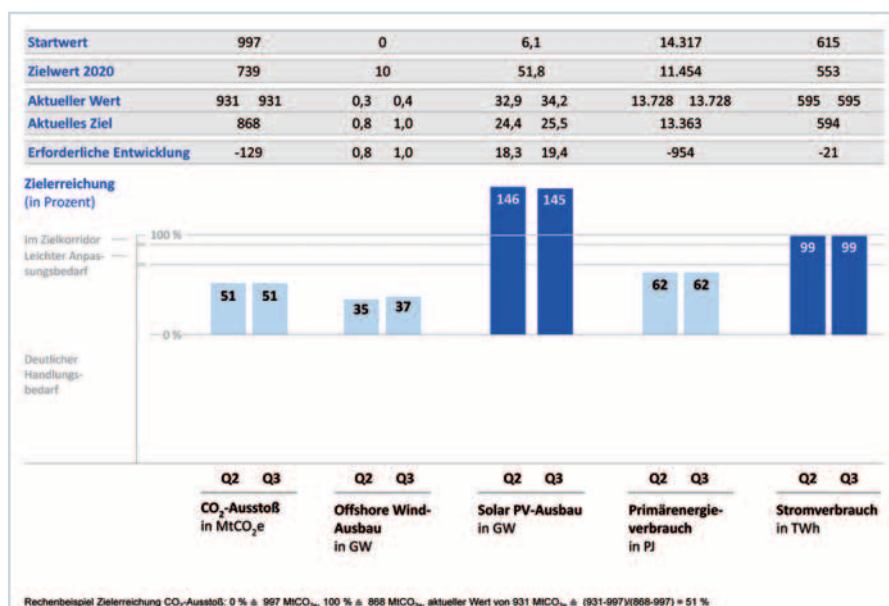 Startwert 997 0 6,1 14.317 615
Zielwert 2020 739 10 51,8 11.454 553
Aktueller Wert 931 931 0,3 0,4 32,9 34,2 13.728 13.728 595 595
Aktuelles Ziel 868 0,8 1,0 24,4 25,5 13.363 594
Erforderliche Entwicklung -129 0,8 1,0 18,3 19,4 -954 -21
Zielerreichung
(in Prozent)
146 145
100 %
Im Zielkorridor
Leichter Anpas-
sungsbedarf
99 99
62 62
51 51
35 37
0 %
Deutlicher
Handlungs-
bedarf
Q2 Q3 Q2 Q3 Q2 Q3 Q2 Q3 Q2 Q3
CO₂-Ausstoß Offshore Wind- Solar PV-Ausbau Primärenergie- Stromverbrauch
in MtCO₂e Ausbau in GW verbrauch in TWh
in GW in PJ
Rechenbeispiel Zielerreichung CO₂-Ausstoß: 0 % ≙ 997 MtCO₂e, 100 % ≙ 868 MtCO₂e, aktueller Wert von 931 MtCO₂e ≙ (931-997)/(868-997) = 51 %